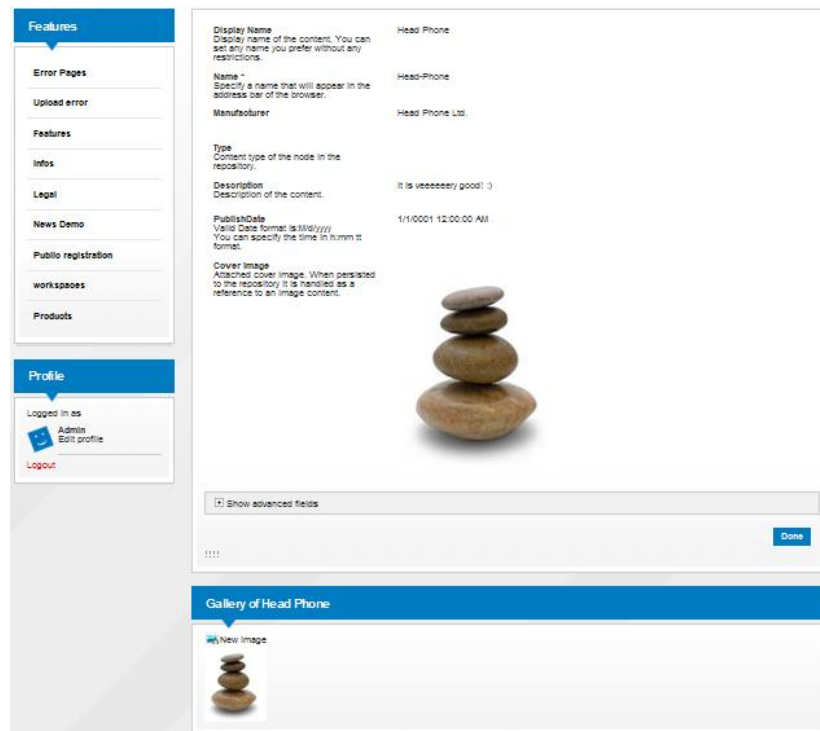 Features
Error Pages
Upload error
Features
Infos
Legal
News Demo
Public registration
workspaces
Products
Profile
Logged in as
Admin
Edit profile
Logout
Display Name
Display name of the content. You can
set any name you prefer without any
restrictions.
Head Phone
Name *
Specify a name that will appear in the
address bar of the browser.
Head-Phone
Manufacturer
Head Phone Ltd.
Type
Content type of the node in the
repository.
Description
Description of the content.
It is veeeeeery good! :)
PublishDate
Valid Date format is:M/d/yyyy
You can specify the time in h:mm tt
format.
1/1/0001 12:00:00 AM
Cover Image
Attached cover image. When persisted
to the repository it is handled as a
reference to an image content.
Show advanced fields
Done
!!!!
Gallery of Head Phone
New Image